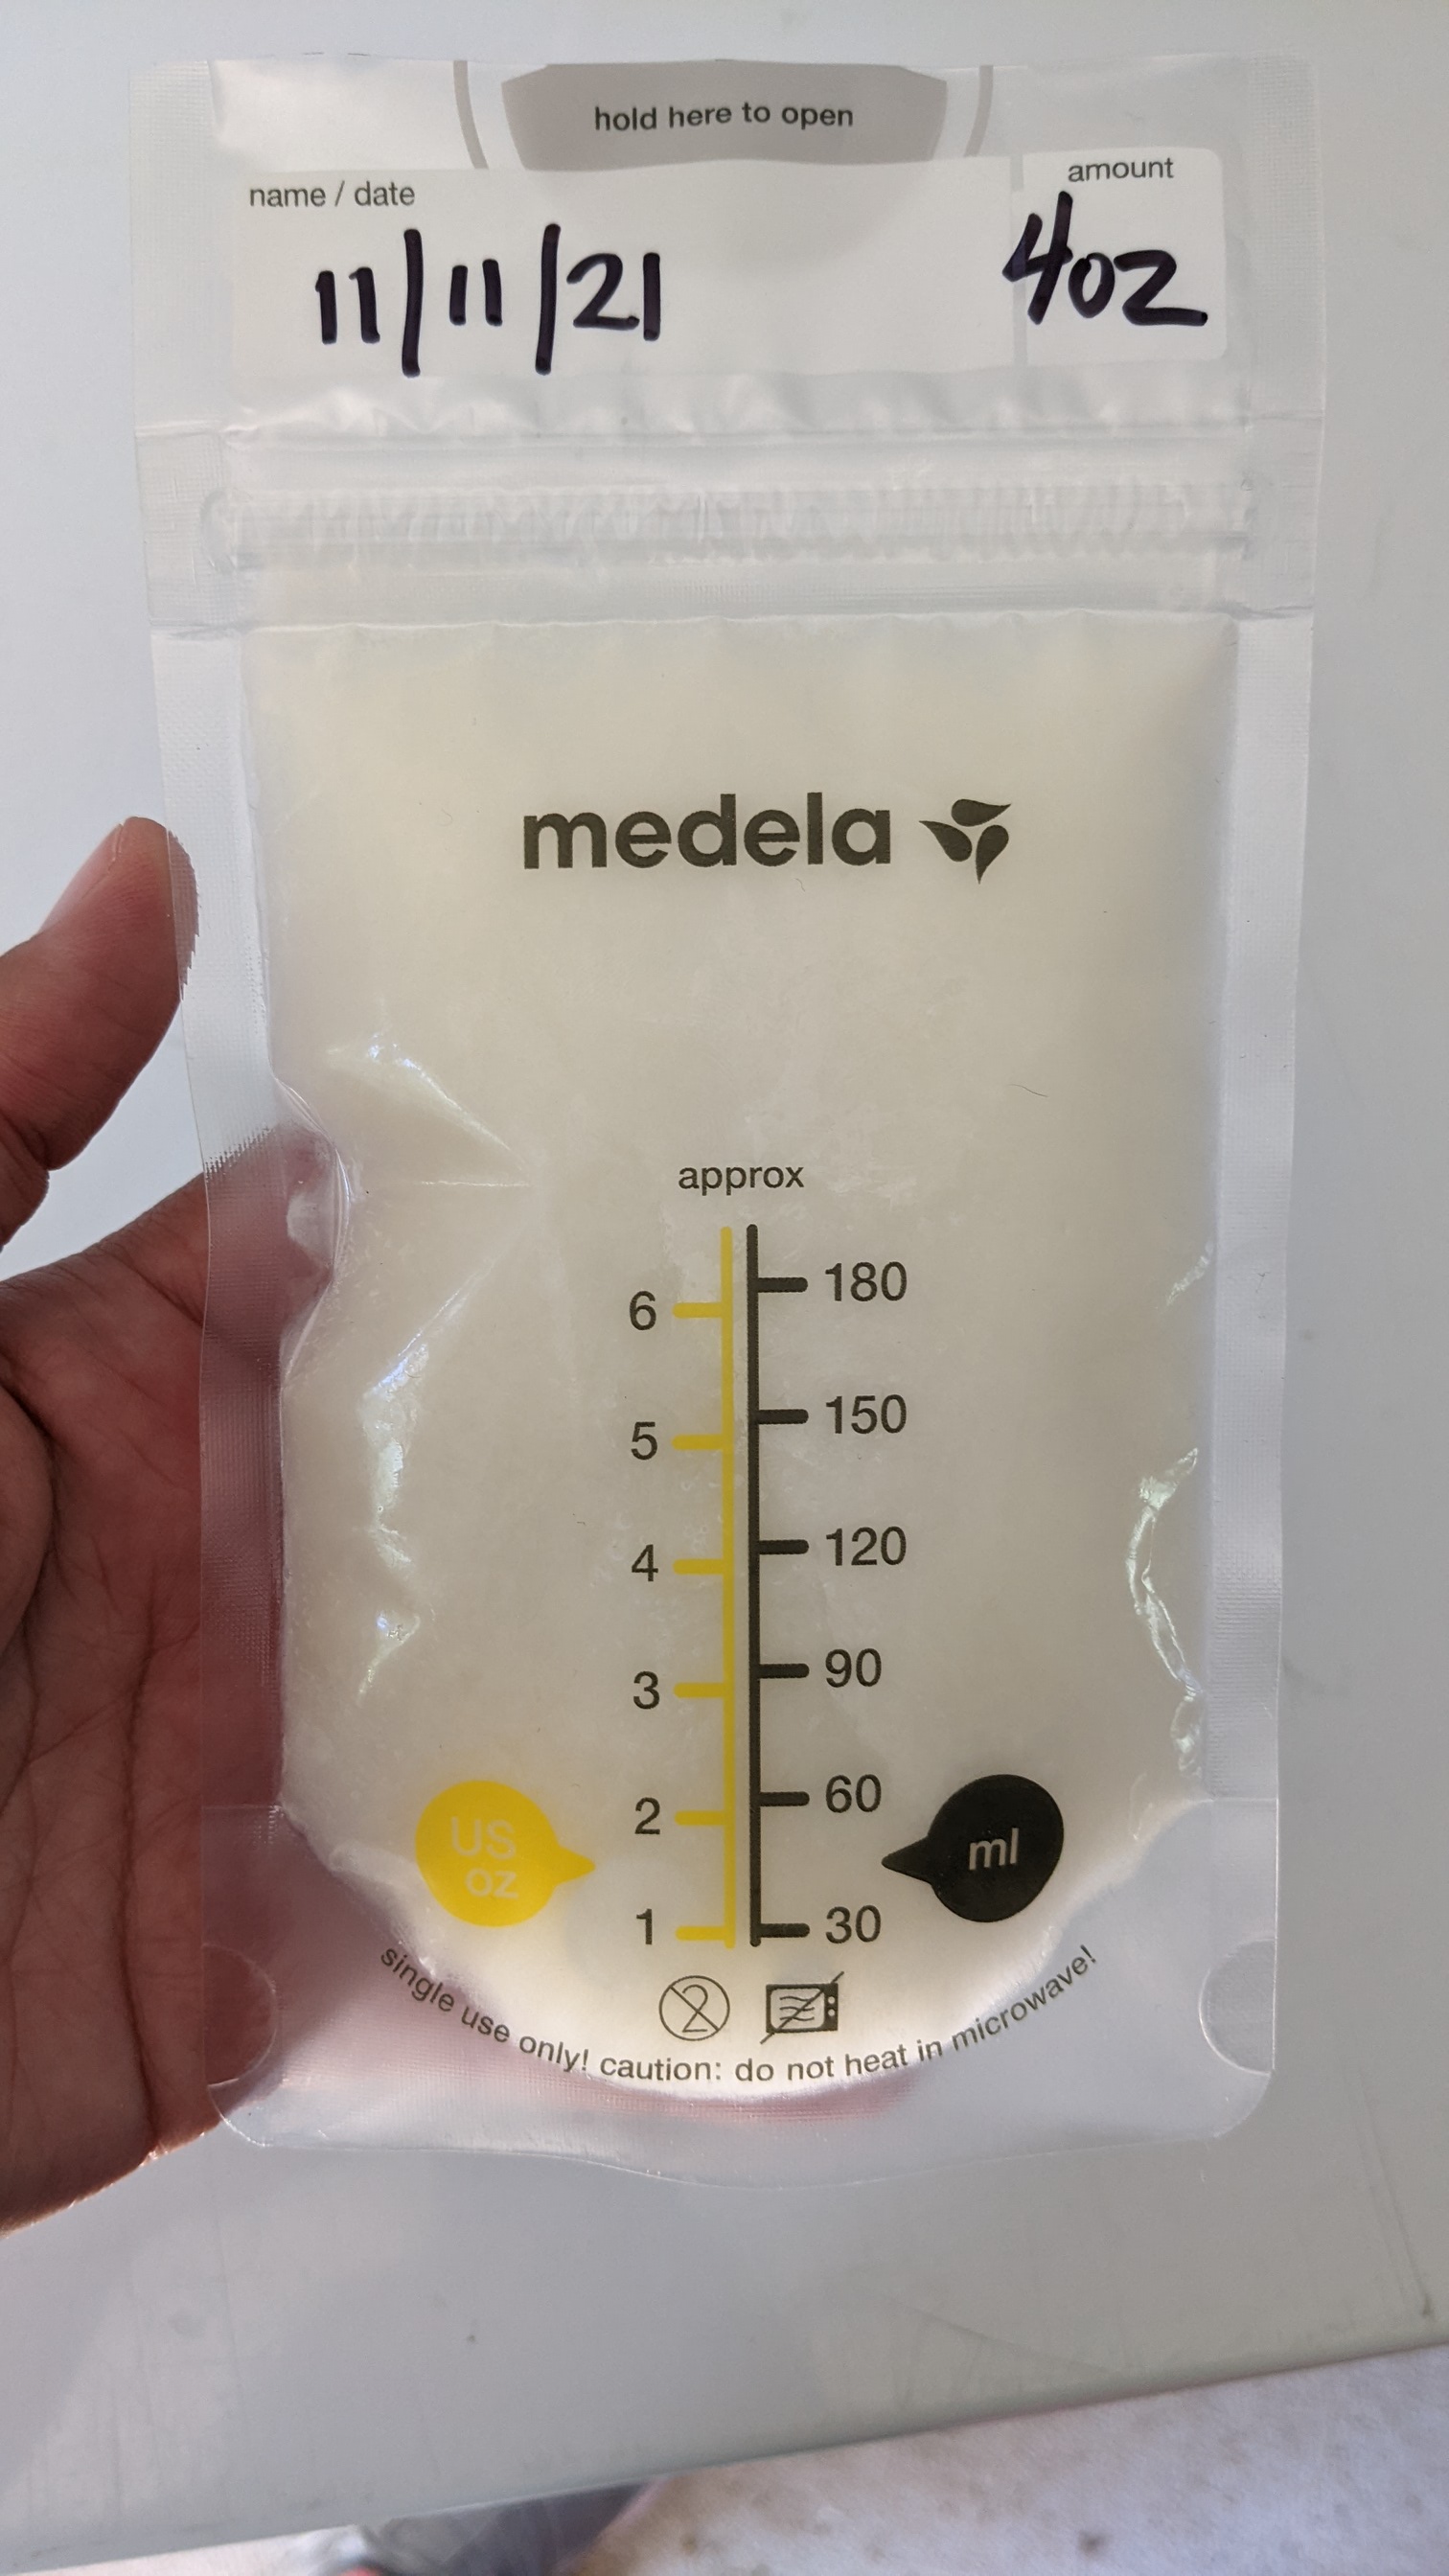 hold here to open
name / date
amount
11/11/21
4oz
medela
approx
6
180
5
150
4
120
3
90
2
60
US
oz
ml
1
30
2
single use only! caution: do not heat in microwave!